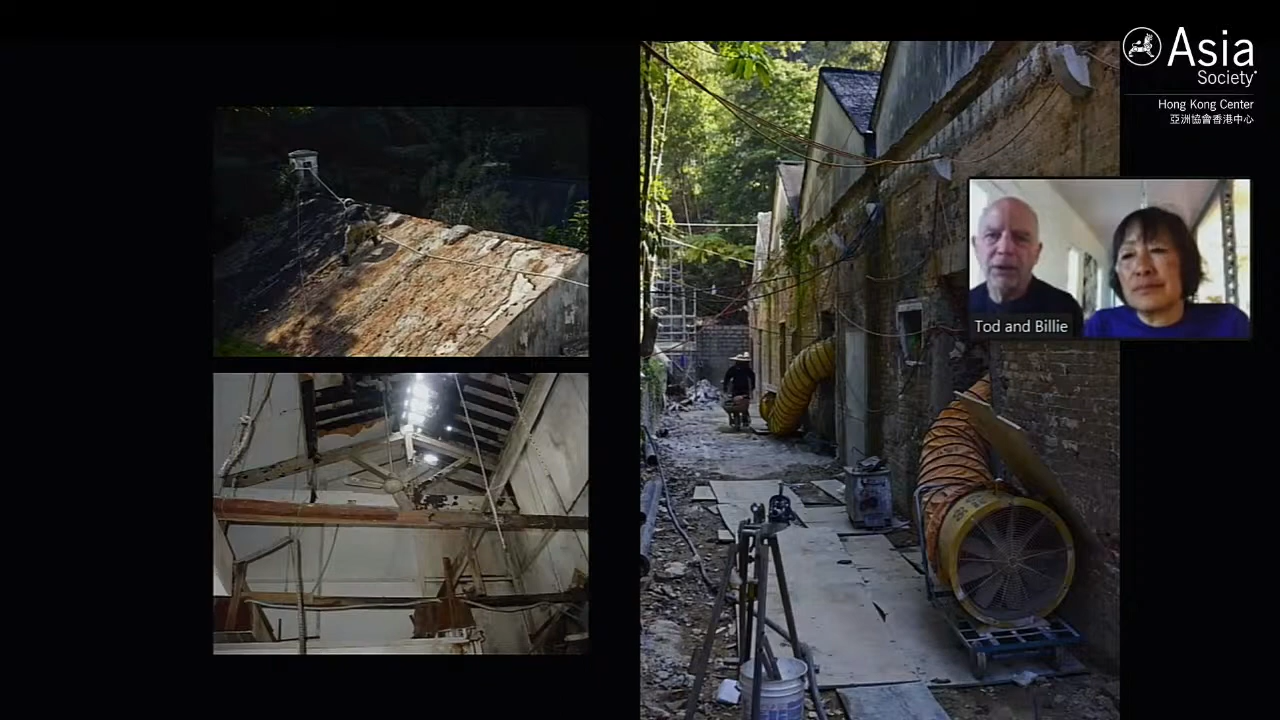 Asia
Society
Hong Kong Center
亞洲協會香港中心
Tod and Billie